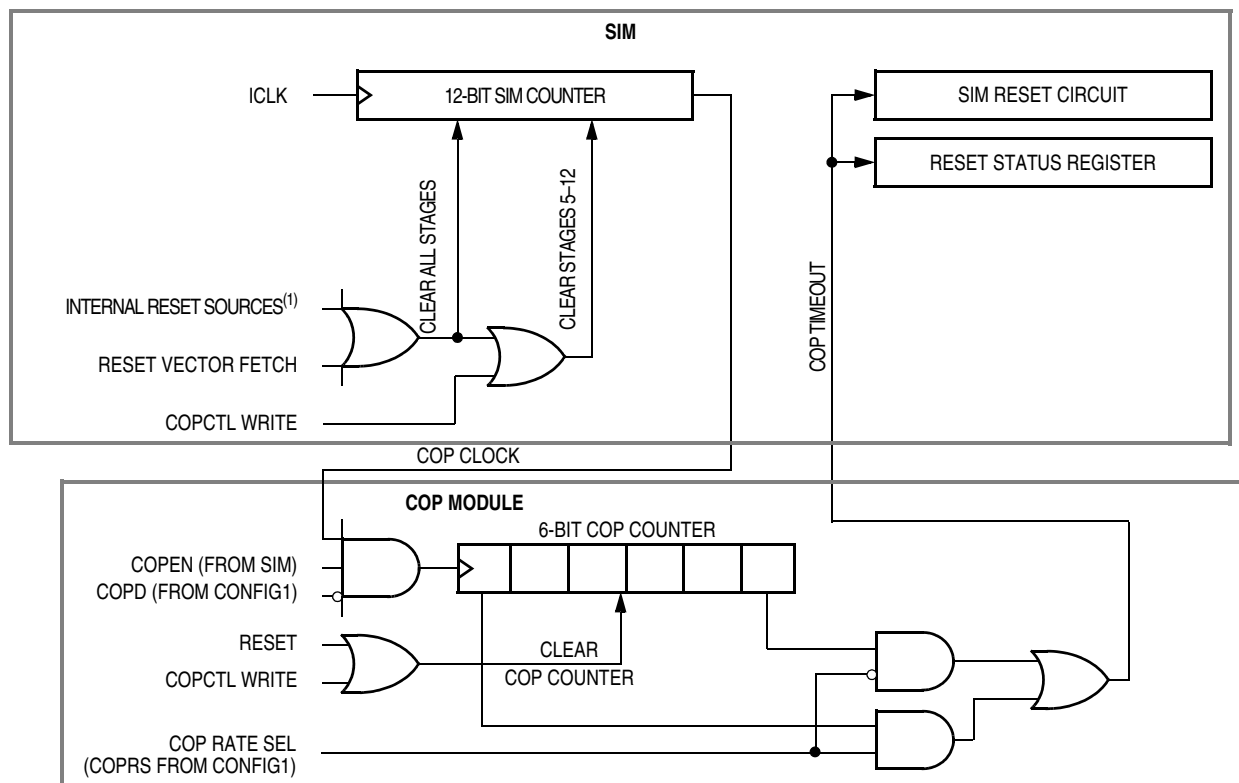 SIM
ICLK
12-BIT SIM COUNTER
SIM RESET CIRCUIT
RESET STATUS REGISTER
CLEAR ALL STAGES
CLEAR STAGES 5–12
COP TIMEOUT
INTERNAL RESET SOURCES(1)
RESET VECTOR FETCH
COPCTL WRITE
COP CLOCK
COP MODULE
6-BIT COP COUNTER
COPEN (FROM SIM)
COPD (FROM CONFIG1)
RESET
COPCTL WRITE
CLEAR
COP COUNTER
COP RATE SEL
(COPRS FROM CONFIG1)